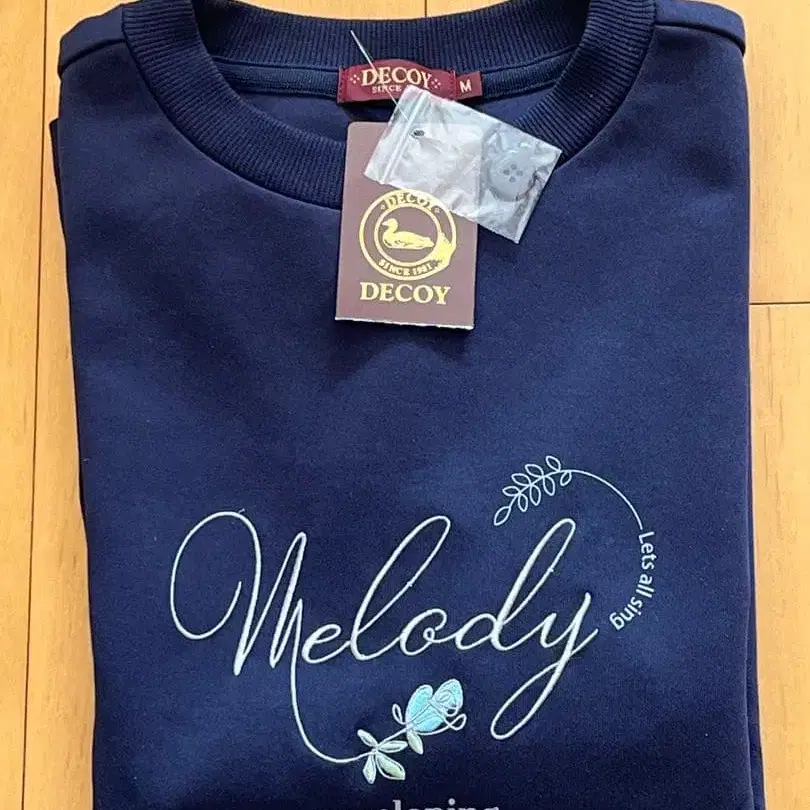 DECOY
SINCE
M
DECOY
SINCE 1981
DECOY
Melody
Lets all sing